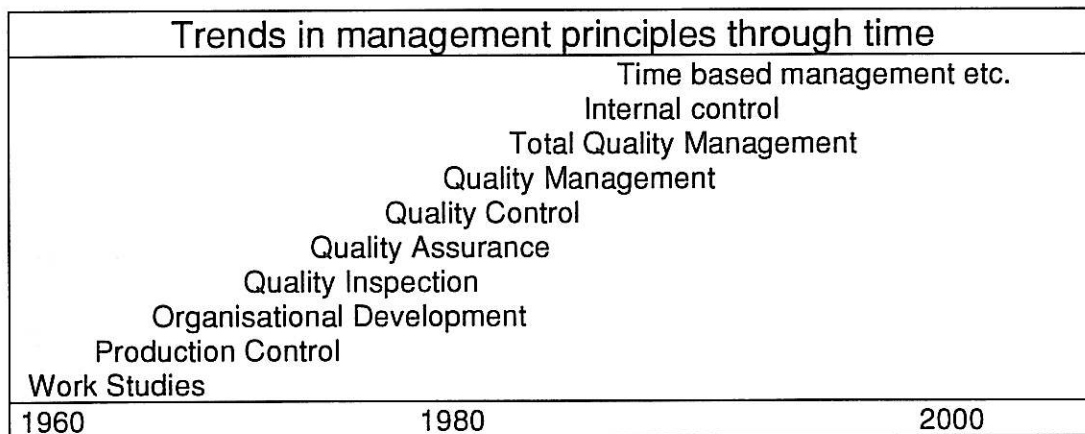 Trends in management principles through time
Time based management etc.
Internal control
Total Quality Management
Quality Management
Quality Control
Quality Assurance
Quality Inspection
Organisational Development
Production Control
Work Studies
1960 1980 2000